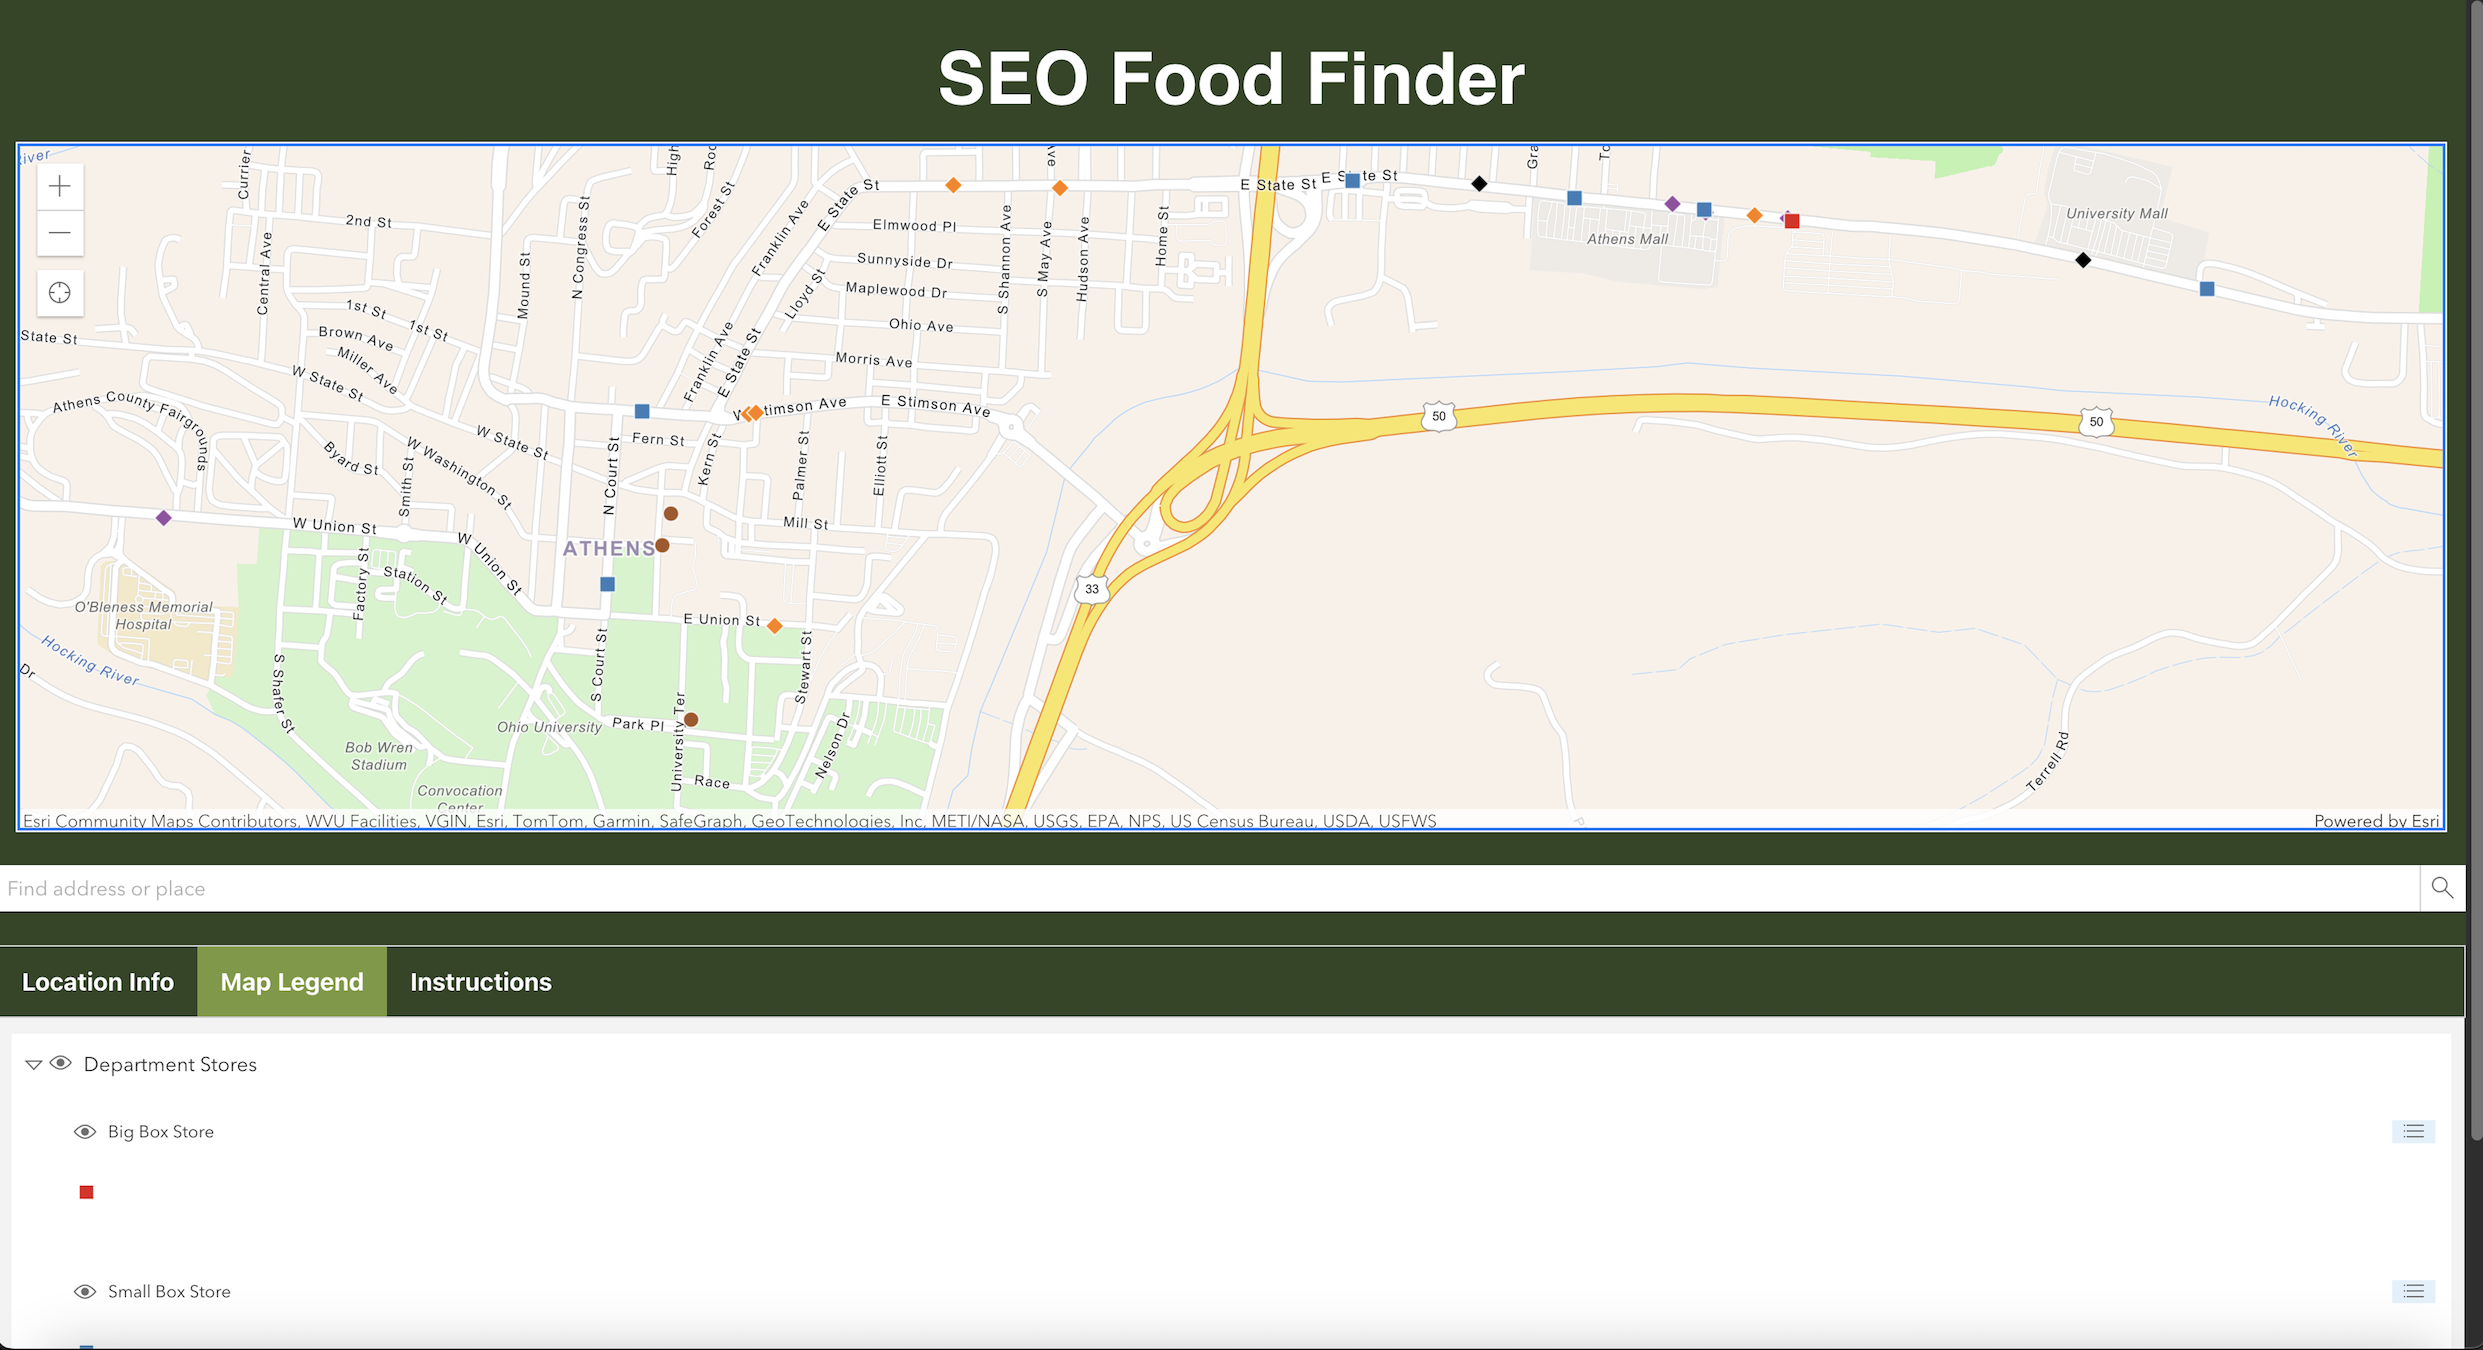 SEO Food Finder
River
Currier
High
Roc
Ave
Gra
To
Forest St
E State St
E State St
2nd St
Franklin Ave
E State St
Elmwood Pl
Athens Mall
University Mall
Central Ave
N Congress St
Mound St
Sunnyside Dr
S Shannon Ave
S May Ave
Hudson Ave
Home St
Maplewood Dr
Lloyd St
1st St
1st St
Ohio Ave
State St
Brown Ave
Miller Ave
Franklin Ave
E State St
Morris Ave
W State St
Athens County Fairgrounds
E Stimson Ave
50
50
Hocking River
W State St
Fern St
W Washington St
Byard St
Smith St
N Court St
Kern St
Palmer St
Elliott St
W Union St
Mill St
W Union St
ATHENS
Factory St
Station St
33
O'Bleness Memorial
Hospital
E Union St
Hocking River
Dr
S Shafer St
S Court St
Stewart St
Ohio University
Park Pl
University Ter
Nelson Dr
Bob Wren
Stadium
Terrell Rd
Race
Convocation
Center
Esri Community Maps Contributors, WVU Facilities, VGIN, Esri, TomTom, Garmin, SafeGraph, GeoTechnologies, Inc, METI/NASA, USGS, EPA, NPS, US Census Bureau, USDA, USFWS
Powered by Esri
Find address or place
Location Info
Map Legend
Instructions
Department Stores
Big Box Store
Small Box Store